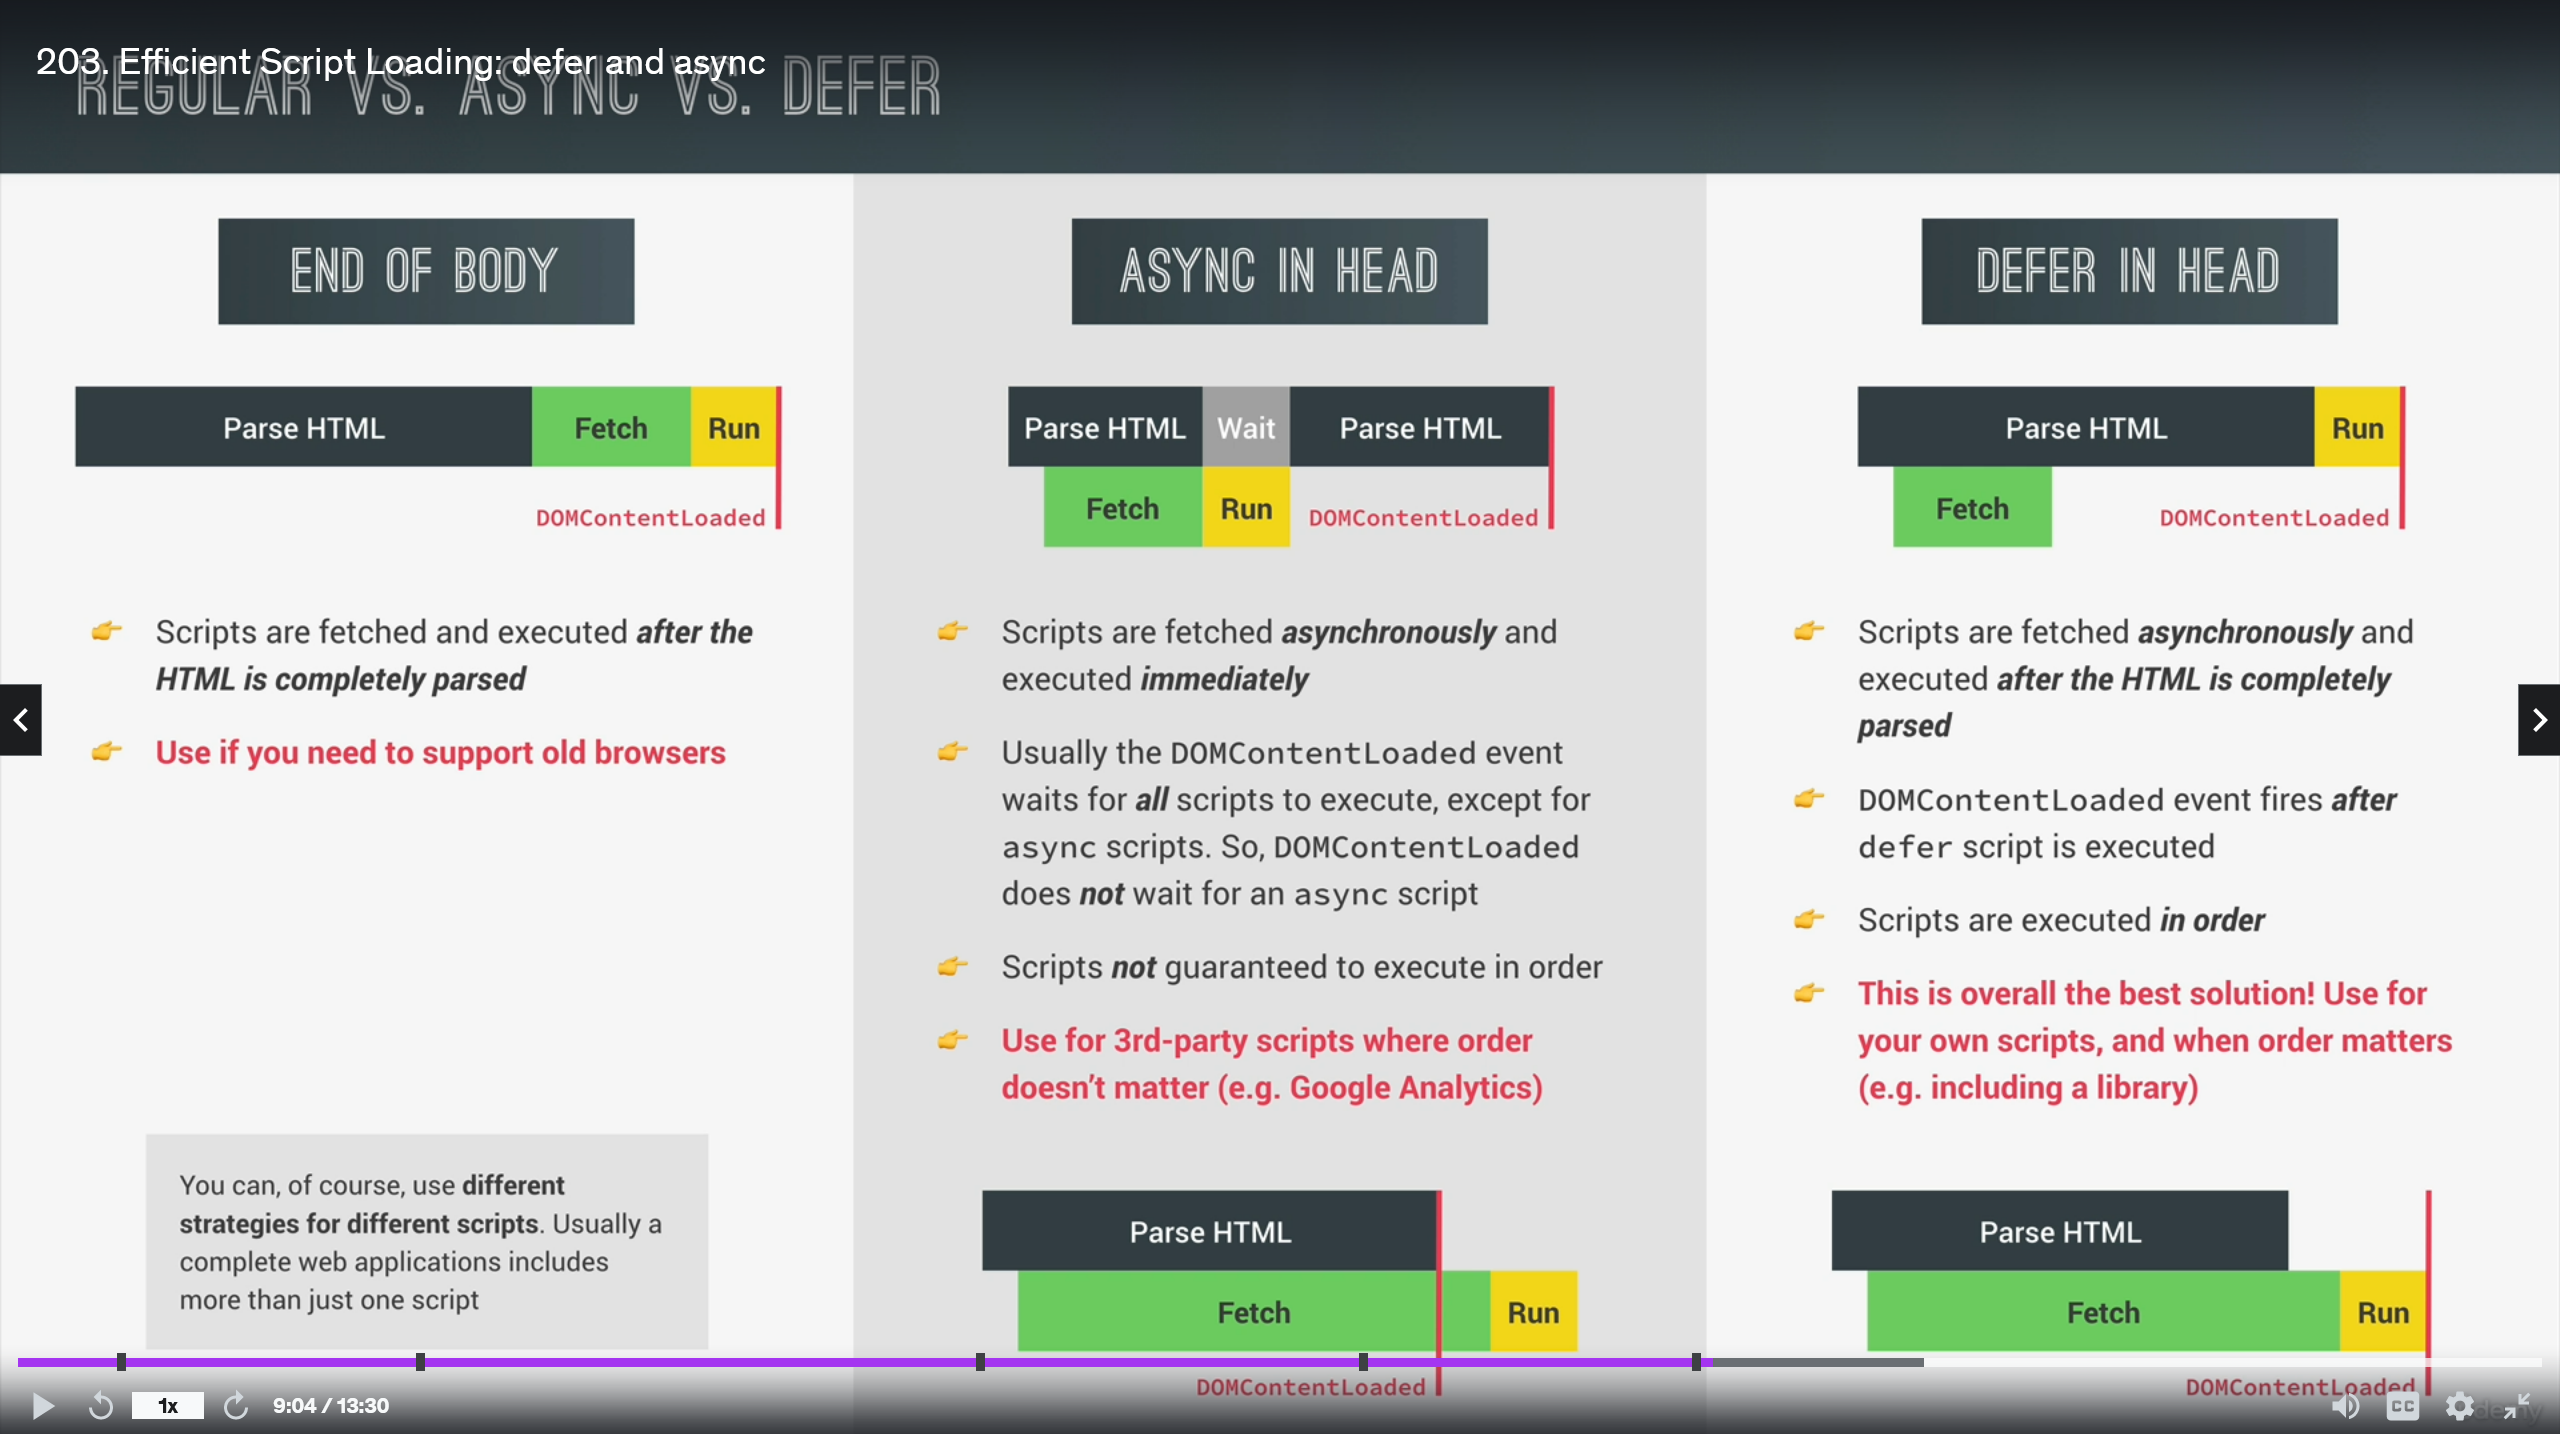 203. Efficient Script Loading: defer and async
REGULAR VS. ASYNC VS. DEFER
END OF BODY
Parse HTML
Fetch
Run
DOMContentLoaded
Scripts are fetched and executed after the
HTML is completely parsed
Use if you need to support old browsers
You can, of course, use different
strategies for different scripts. Usually a
complete web applications includes
more than just one script
ASYNC IN HEAD
Parse HTML
Wait
Parse HTML
Fetch
Run
DOMContentLoaded
Scripts are fetched asynchronously and
executed immediately
Usually the DOMContentLoaded event
waits for all scripts to execute, except for
async scripts. So, DOMContentLoaded
does not wait for an async script
Scripts not guaranteed to execute in order
Use for 3rd-party scripts where order
doesn’t matter (e.g. Google Analytics)
Parse HTML
Fetch
Run
DOMContentLoaded
DEFER IN HEAD
Parse HTML
Run
Fetch
DOMContentLoaded
Scripts are fetched asynchronously and
executed after the HTML is completely
parsed
DOMContentLoaded event fires after
defer script is executed
Scripts are executed in order
This is overall the best solution! Use for
your own scripts, and when order matters
(e.g. including a library)
Parse HTML
Fetch
Run
DOMContentLoaded
1x
9:04 / 13:30
CC